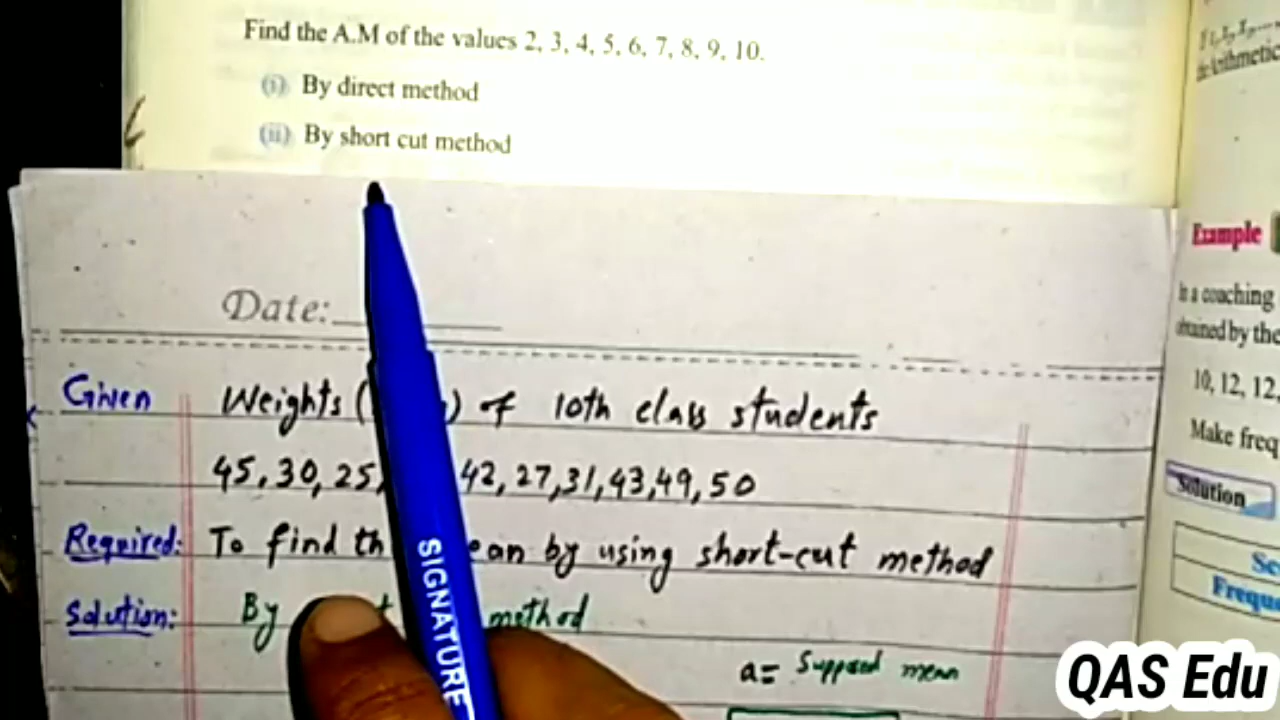 Find the A.M of the values 2, 3, 4, 5, 6, 7, 8, 9, 10.
(i) By direct method
(ii) By short cut method
Date:
Given Weights ( ) of 10th class students
45, 30, 25, 42, 27, 31, 43, 49, 50
Required: To find by using short-cut method
Solution: By method
a = Supposed mean
SIGNATURE
Example
In a coaching
obtained by the
10, 12, 12,
Make freq
Solution
Sc
Freque
QAS Edu